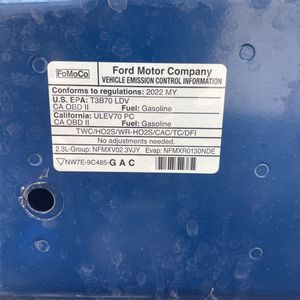 FoMoCo
Ford Motor Company
VEHICLE EMISSION CONTROL INFORMATION
Conforms to regulations: 2022 MY
U.S. EPA: T3B70 LDV
CA OBD II Fuel: Gasoline
California: ULEV70 PC
CA OBD II Fuel: Gasoline
TWC/HO2S/WR-HO2S/CAC/TC/DFI
No adjustments needed.
2.3L-Group: NFMXV02.3VJY Evap: NFMXR0130NDE
▽NW7E-9C485-G A C